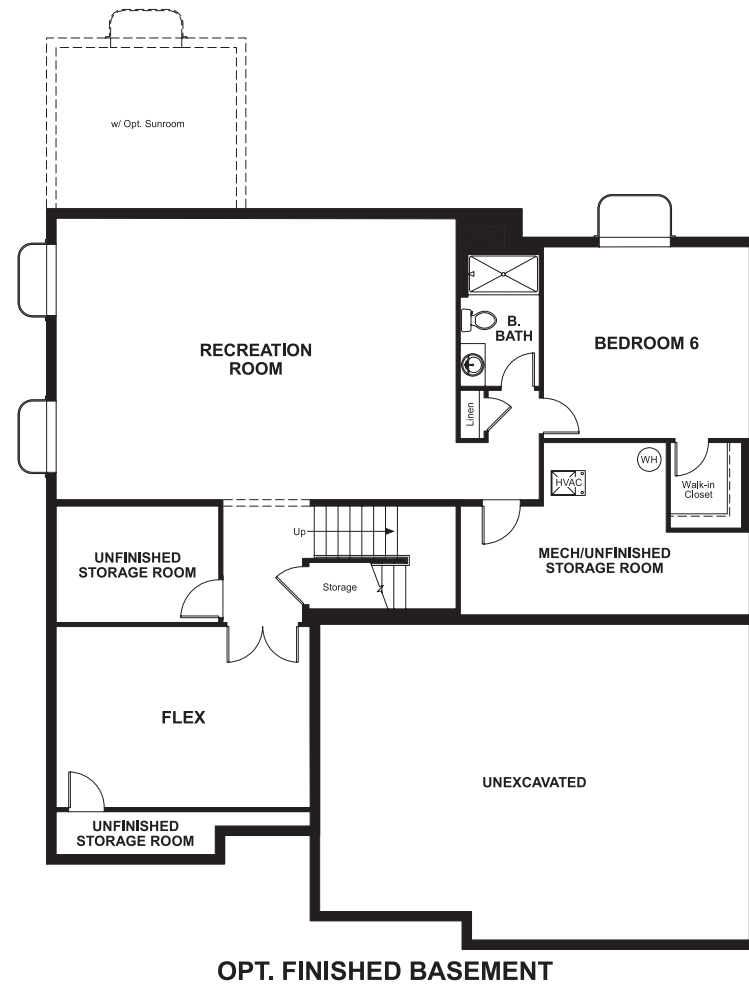 w/ Opt. Sunroom
RECREATION
ROOM
B.
BATH
BEDROOM 6
Linen
HVAC
WH
Walk-in
Closet
Up
UNFINISHED
STORAGE ROOM
MECH/UNFINISHED
STORAGE ROOM
Storage
FLEX
UNEXCAVATED
UNFINISHED
STORAGE ROOM
OPT. FINISHED BASEMENT